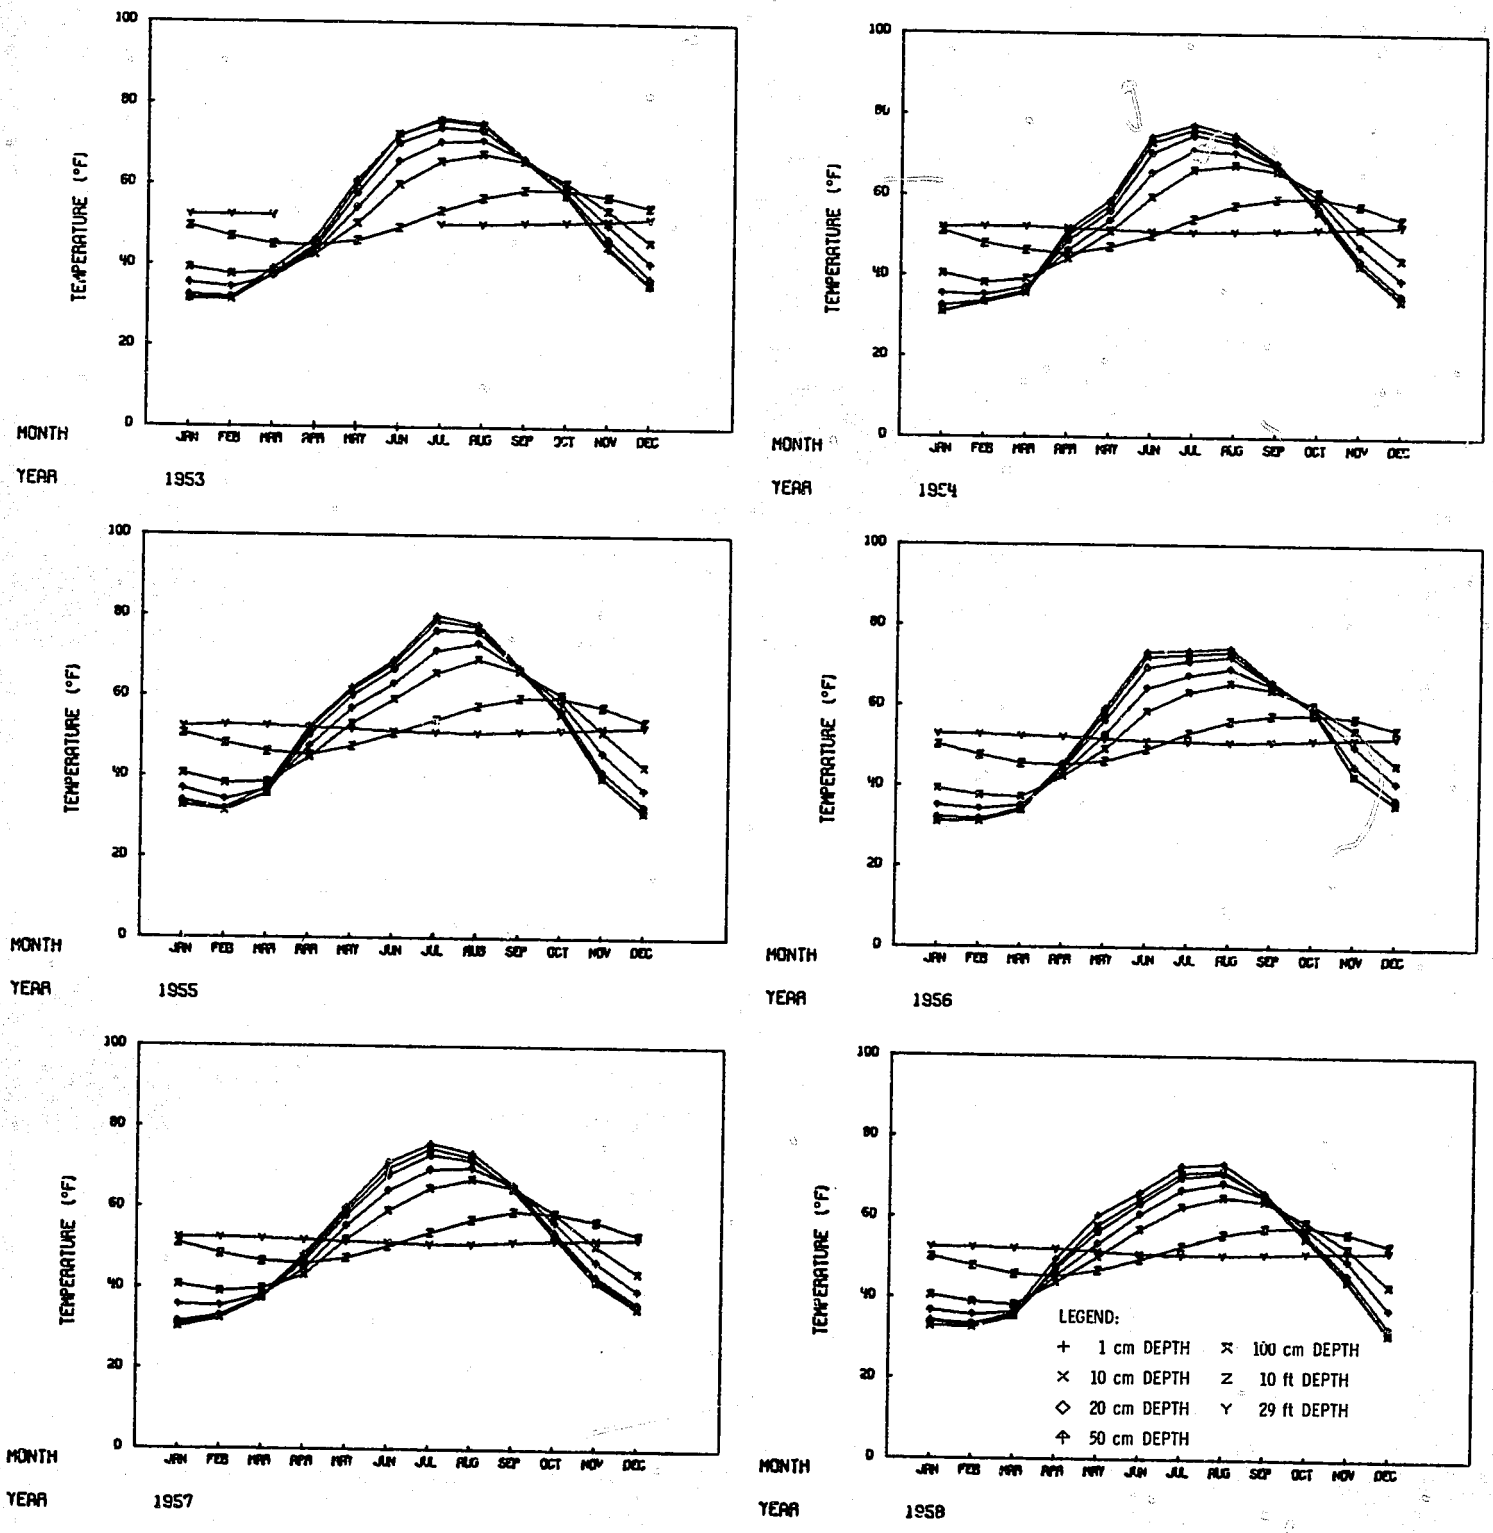 100
80
60
40
20
0
TEMPERATURE (°F)
MONTH JAN FEB MAR APR MAY JUN JUL AUG SEP OCT NOV DEC
YEAR 1953
100
80
60
40
20
0
TEMPERATURE (°F)
MONTH JAN FEB MAR APR MAY JUN JUL AUG SEP OCT NOV DEC
YEAR 1954
100
80
60
40
20
0
TEMPERATURE (°F)
MONTH JAN FEB MAR APR MAY JUN JUL AUG SEP OCT NOV DEC
YEAR 1955
100
80
60
40
20
0
TEMPERATURE (°F)
MONTH JAN FEB MAR APR MAY JUN JUL AUG SEP OCT NOV DEC
YEAR 1956
100
80
60
40
20
0
TEMPERATURE (°F)
MONTH JAN FEB MAR APR MAY JUN JUL AUG SEP OCT NOV DEC
YEAR 1957
100
80
60
40
20
0
TEMPERATURE (°F)
LEGEND:
1 cm DEPTH 100 cm DEPTH
10 cm DEPTH 10 ft DEPTH
20 cm DEPTH 29 ft DEPTH
50 cm DEPTH
MONTH JAN FEB MAR APR MAY JUN JUL AUG SEP OCT NOV DEC
YEAR 1958